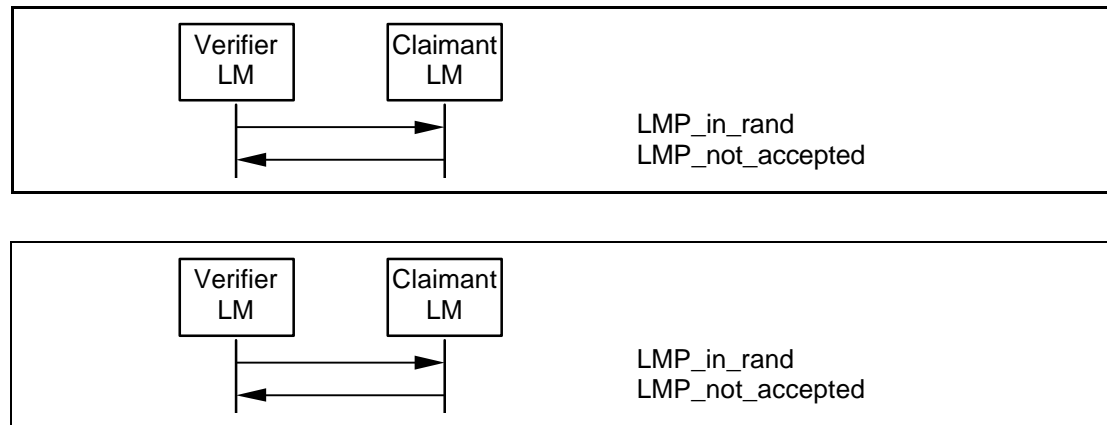 Verifier LM
Claimant LM
LMP_in_rand
LMP_not_accepted
Verifier LM
Claimant LM
LMP_in_rand
LMP_not_accepted